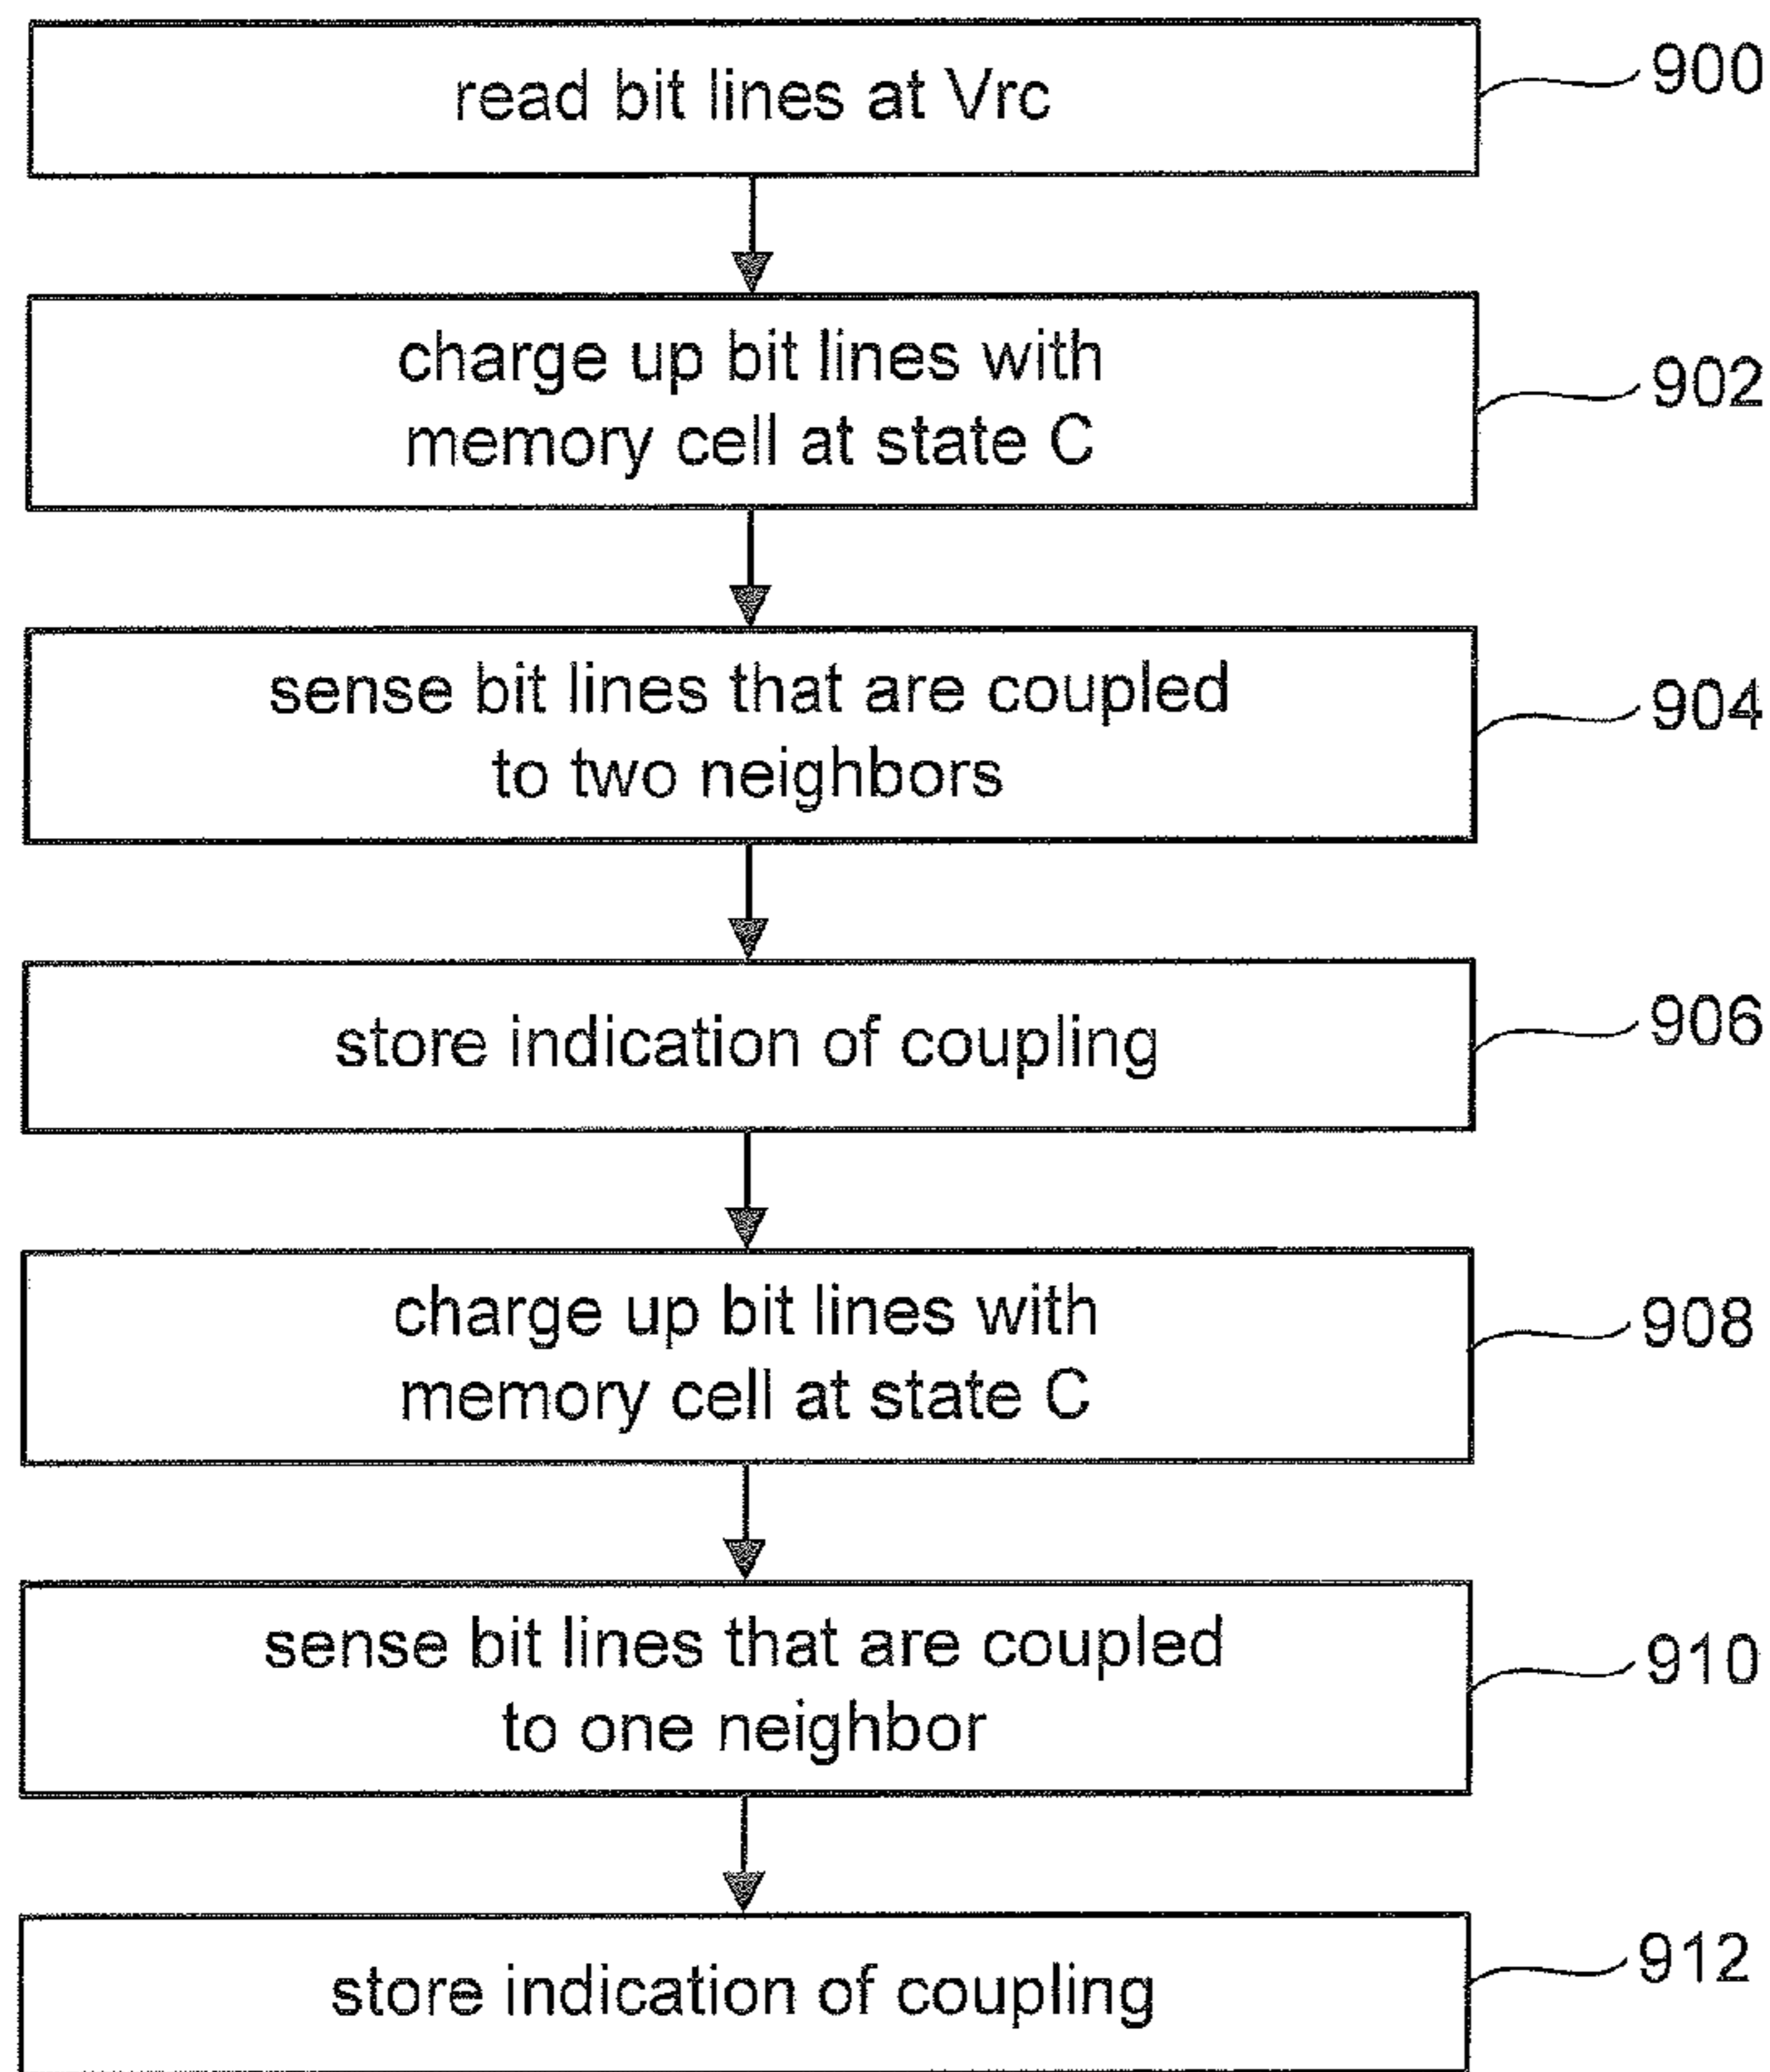 read bit lines at Vrc
900
charge up bit lines with
memory cell at state C
902
sense bit lines that are coupled
to two neighbors
904
store indication of coupling
906
charge up bit lines with
memory cell at state C
908
sense bit lines that are coupled
to one neighbor
910
store indication of coupling
912